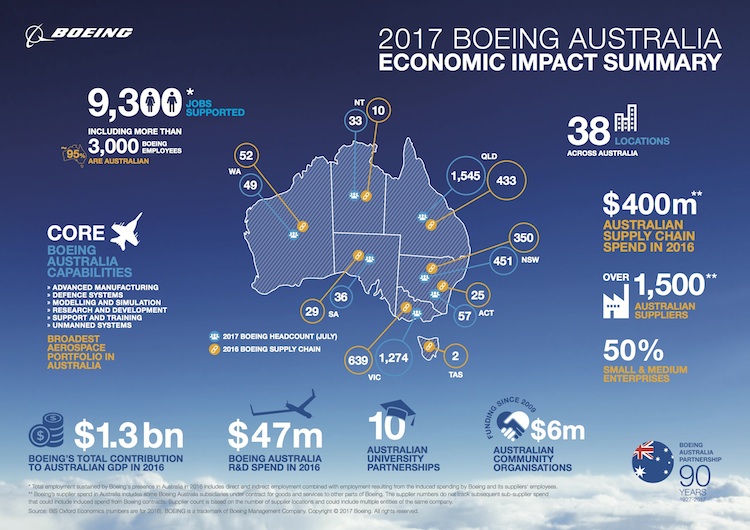 BOEING
2017 BOEING AUSTRALIA
ECONOMIC IMPACT SUMMARY
9,300*
JOBS
SUPPORTED
INCLUDING MORE THAN
3,000 BOEING
EMPLOYEES
~95%
ARE AUSTRALIAN
CORE
BOEING
AUSTRALIA
CAPABILITIES
» ADVANCED MANUFACTURING
» DEFENCE SYSTEMS
» MODELLING AND SIMULATION
» RESEARCH AND DEVELOPMENT
» SUPPORT AND TRAINING
» UNMANNED SYSTEMS
BROADEST
AEROSPACE
PORTFOLIO IN
AUSTRALIA
NT
33
10
52
WA
49
QLD
1,545
433
350
451
NSW
25
57
ACT
36
29
SA
2017 BOEING HEADCOUNT (JULY)
2016 BOEING SUPPLY CHAIN
639
1,274
VIC
2
TAS
38
LOCATIONS
ACROSS AUSTRALIA
$400m**
AUSTRALIAN
SUPPLY CHAIN
SPEND IN 2016
OVER 1,500**
AUSTRALIAN
SUPPLIERS
50%
SMALL & MEDIUM
ENTERPRISES
$1.3bn
BOEING'S TOTAL CONTRIBUTION
TO AUSTRALIAN GDP IN 2016
$47m
BOEING AUSTRALIA
R&D SPEND IN 2016
10
AUSTRALIAN
UNIVERSITY
PARTNERSHIPS
FUNDING SINCE 2009
$6m
AUSTRALIAN
COMMUNITY
ORGANISATIONS
BOEING
AUSTRALIA
PARTNERSHIP
90
YEARS
1927-2017
* Total employment sustained by Boeing's presence in Australia in 2016 includes direct and indirect employment combined with employment resulting from the induced spending by Boeing and its suppliers' employees.
** Boeing's supplier spend in Australia includes some Boeing Australia subsidiaries under contract for goods and services to other parts of Boeing. The supplier numbers do not track subsequent sub-supplier spend
that could include induced spend from Boeing contracts. Supplier count is based on the number of supplier locations and could include multiple entities of the same company.
Source: BIS Oxford Economics (numbers are for 2016). BOEING is a trademark of Boeing Management Company. Copyright © 2017 Boeing. All rights reserved.